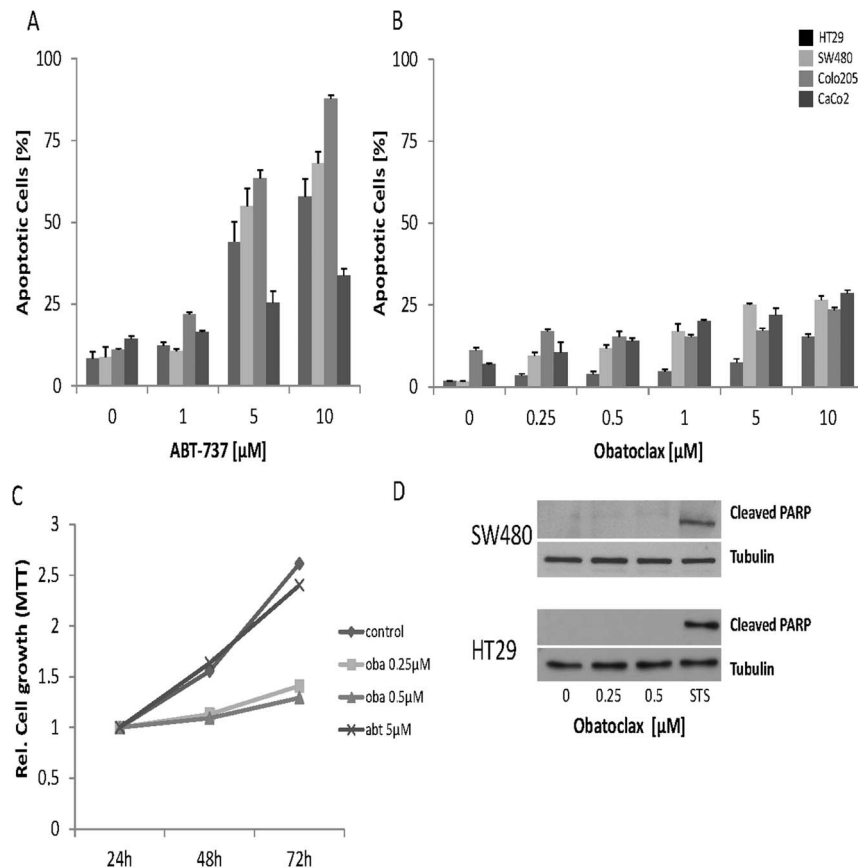 A
100
75
50
25
0
Apoptotic Cells [%]
0 1 5 10
ABT-737 [µM]
B
HT29
SW480
Colo205
CaCo2
100
75
50
25
0
Apoptotic Cells [%]
0 0.25 0.5 1 5 10
Obatoclax [µM]
C
3
2.5
2
1.5
1
0.5
0
Rel. Cell growth (MTT)
24h 48h 72h
control
oba 0.25µM
oba 0.5µM
abt 5µM
D
SW480
Cleaved PARP
Tubulin
HT29
Cleaved PARP
Tubulin
0 0.25 0.5 STS
Obatoclax [µM]